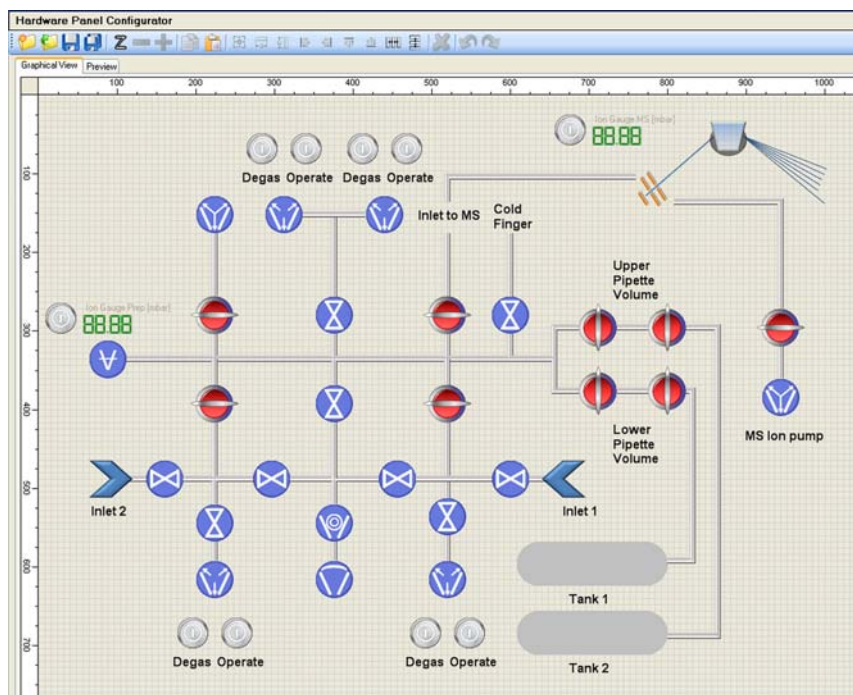 Hardware Panel Configurator
Graphical View Preview
100 200 300 400 500 600 700 800 900 1000
100
200
300
400
500
600
700
Ion Gauge MS [mbar]
88.88
Degas Operate Degas Operate
Inlet to MS
Cold
Finger
Upper
Pipette
Volume
Ion Gauge Prep [mbar]
88.88
Lower
Pipette
Volume
MS Ion pump
Inlet 2
Inlet 1
Tank 1
Degas Operate
Degas Operate
Tank 2